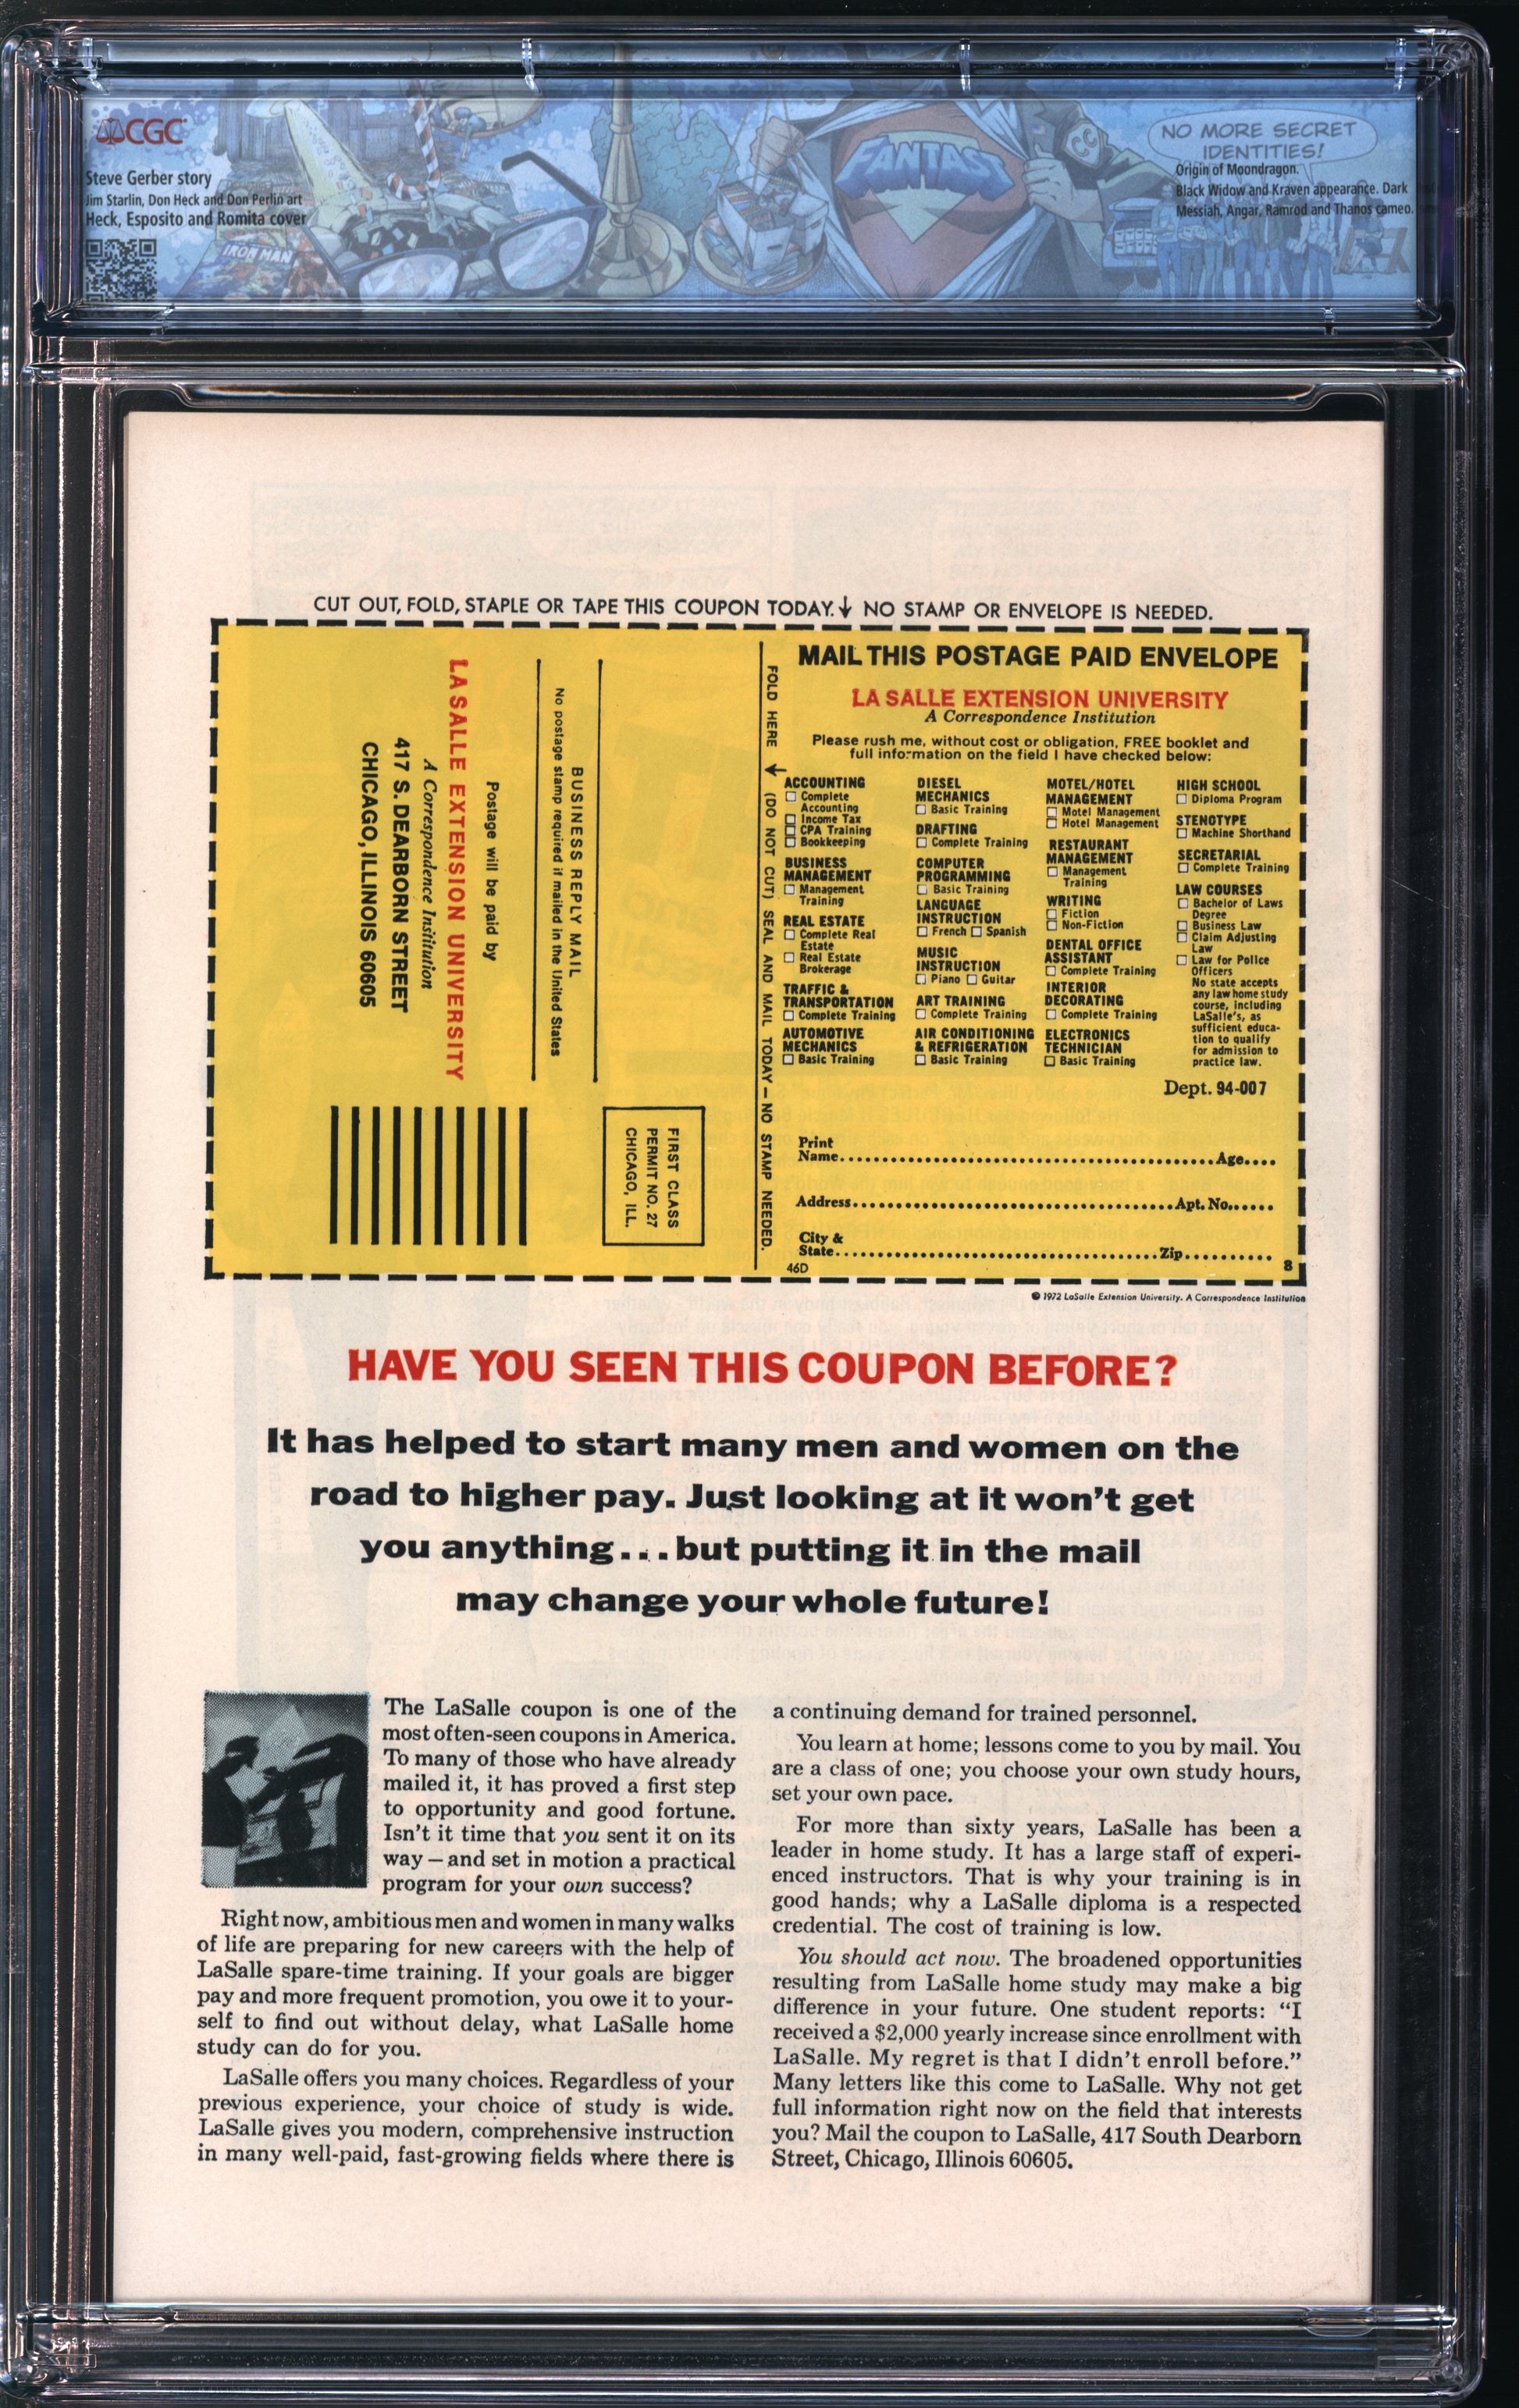 CGC
Steve Gerber story
Jim Starlin, Don Heck and Don Perlin art
Heck, Esposito and Romita cover
IRON MAN
FANTAST
CC
NO MORE SECRET
IDENTITIES!
Origin of Moondragon.
Black Widow and Kraven appearance. Dark
Messiah, Angar, Ramrod and Thanos cameo.
CUT OUT, FOLD, STAPLE OR TAPE THIS COUPON TODAY. NO STAMP OR ENVELOPE IS NEEDED.
FIRST CLASS
PERMIT NO. 27
CHICAGO, ILL.
BUSINESS REPLY MAIL
No postage stamp required if mailed in the United States
Postage will be paid by
LA SALLE EXTENSION UNIVERSITY
A Correspondence Institution
417 S. DEARBORN STREET
CHICAGO, ILLINOIS 60605
FOLD HERE (DO NOT CUT) SEAL AND MAIL TODAY — NO STAMP NEEDED.
MAIL THIS POSTAGE PAID ENVELOPE
LA SALLE EXTENSION UNIVERSITY
A Correspondence Institution
Please rush me, without cost or obligation, FREE booklet and
full information on the field I have checked below:
ACCOUNTING
Complete
Accounting
Income Tax
CPA Training
Bookkeeping
BUSINESS
MANAGEMENT
Management
Training
REAL ESTATE
Complete Real
Estate
Real Estate
Brokerage
TRAFFIC &
TRANSPORTATION
Complete Training
AUTOMOTIVE
MECHANICS
Basic Training
DIESEL
MECHANICS
Basic Training
DRAFTING
Complete Training
COMPUTER
PROGRAMMING
Basic Training
LANGUAGE
INSTRUCTION
French Spanish
MUSIC
INSTRUCTION
Piano Guitar
ART TRAINING
Complete Training
AIR CONDITIONING
& REFRIGERATION
Basic Training
MOTEL/HOTEL
MANAGEMENT
Motel Management
Hotel Management
RESTAURANT
MANAGEMENT
Management
Training
WRITING
Fiction
Non-Fiction
DENTAL OFFICE
ASSISTANT
Complete Training
INTERIOR
DECORATING
Complete Training
ELECTRONICS
TECHNICIAN
Basic Training
HIGH SCHOOL
Diploma Program
STENOTYPE
Machine Shorthand
SECRETARIAL
Complete Training
LAW COURSES
Bachelor of Laws
Degree
Business Law
Claim Adjusting
Law
Law for Police
Officers
No state accepts
any law home study
course, including
LaSalle's, as
sufficient educa-
tion to qualify
for admission to
practice law.
Dept. 94-007
Print
Name Age
Address Apt. No.
City &
State Zip
46D 8
© 1972 LaSalle Extension University. A Correspondence Institution
HAVE YOU SEEN THIS COUPON BEFORE?
It has helped to start many men and women on the
road to higher pay. Just looking at it won't get
you anything...but putting it in the mail
may change your whole future!
The LaSalle coupon is one of the
most often-seen coupons in America.
To many of those who have already
mailed it, it has proved a first step
to opportunity and good fortune.
Isn't it time that you sent it on its
way—and set in motion a practical
program for your own success?
Right now, ambitious men and women in many walks
of life are preparing for new careers with the help of
LaSalle spare-time training. If your goals are bigger
pay and more frequent promotion, you owe it to your-
self to find out without delay, what LaSalle home
study can do for you.
LaSalle offers you many choices. Regardless of your
previous experience, your choice of study is wide.
LaSalle gives you modern, comprehensive instruction
in many well-paid, fast-growing fields where there is
a continuing demand for trained personnel.
You learn at home; lessons come to you by mail. You
are a class of one; you choose your own study hours,
set your own pace.
For more than sixty years, LaSalle has been a
leader in home study. It has a large staff of experi-
enced instructors. That is why your training is in
good hands; why a LaSalle diploma is a respected
credential. The cost of training is low.
You should act now. The broadened opportunities
resulting from LaSalle home study may make a big
difference in your future. One student reports: "I
received a $2,000 yearly increase since enrollment with
LaSalle. My regret is that I didn't enroll before."
Many letters like this come to LaSalle. Why not get
full information right now on the field that interests
you? Mail the coupon to LaSalle, 417 South Dearborn
Street, Chicago, Illinois 60605.